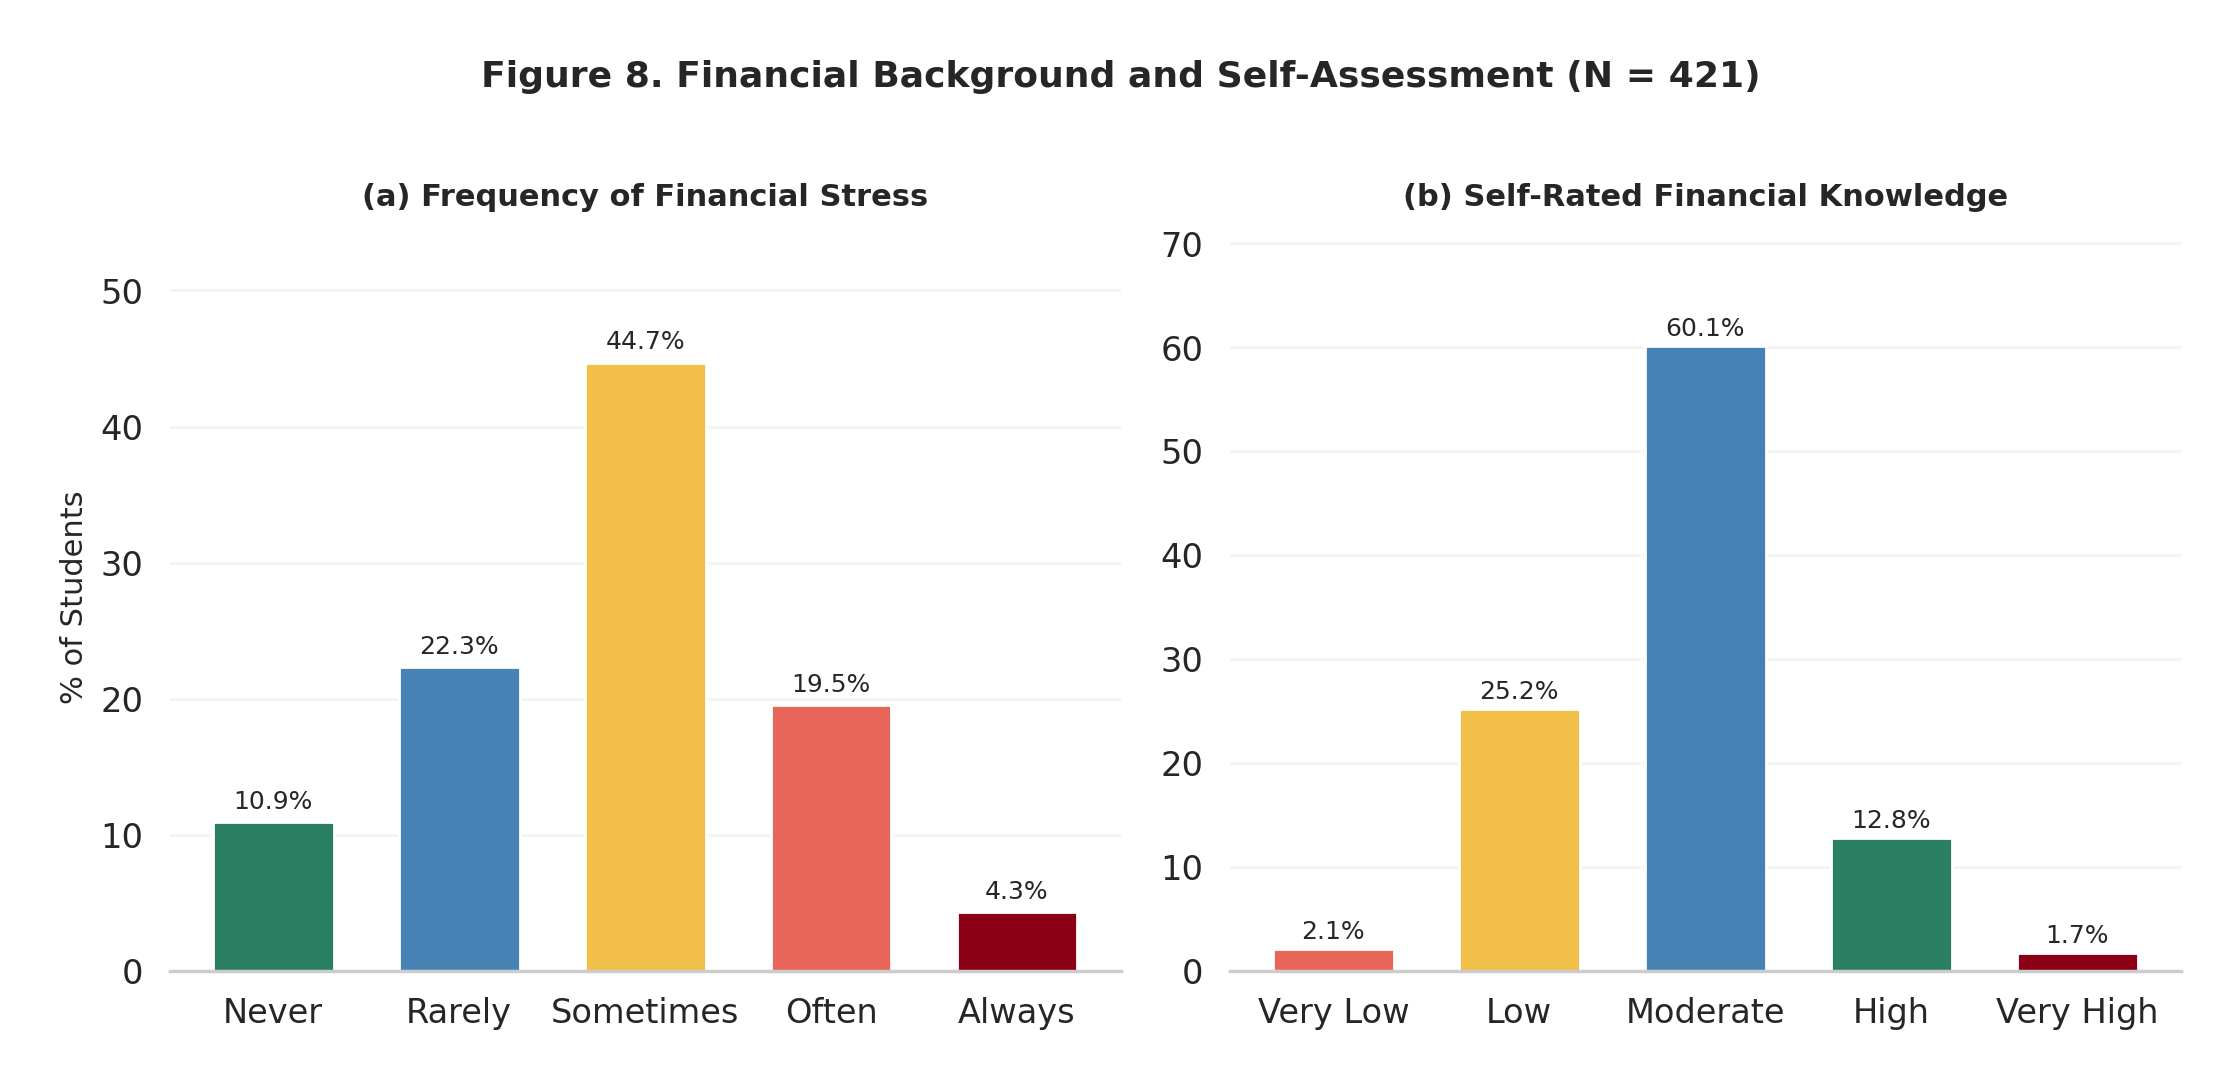 Figure 8. Financial Background and Self-Assessment (N = 421)
(a) Frequency of Financial Stress
% of Students
50
40
30
20
10
0
10.9%
22.3%
44.7%
19.5%
4.3%
Never
Rarely
Sometimes
Often
Always
(b) Self-Rated Financial Knowledge
70
60
50
40
30
20
10
0
2.1%
25.2%
60.1%
12.8%
1.7%
Very Low
Low
Moderate
High
Very High